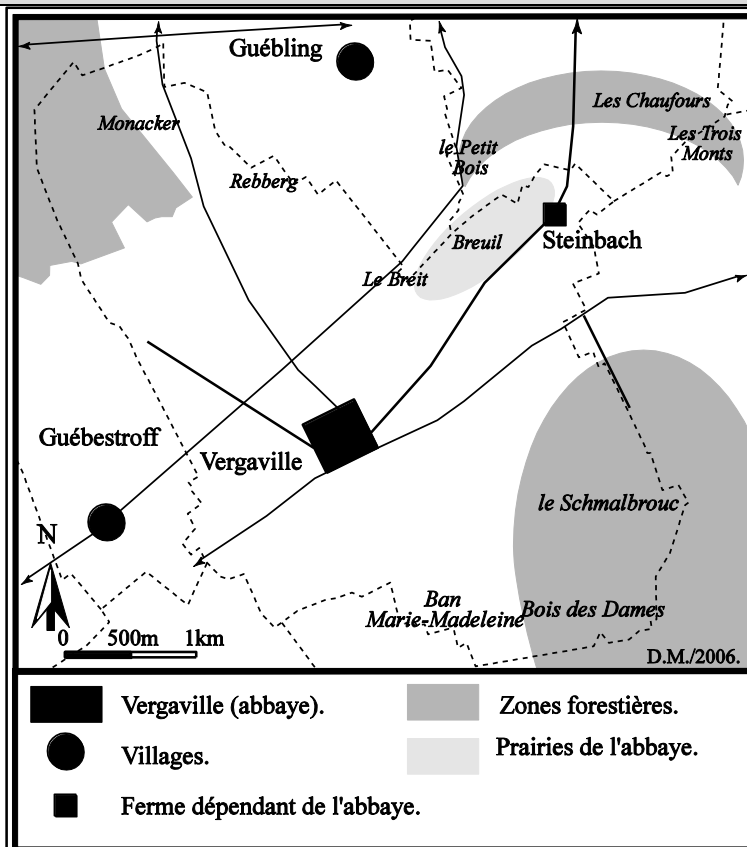 Guébling
Les Chaufours
Monacker
Les Trois
Monts
le Petit
Bois
Rebberg
Breuil
Steinbach
Le Breit
Guébestroff
Vergaville
le Schmalbrouc
N
Ban
Marie-Madeleine
Bois des Dames
0 500m 1km
D.M./2006.
Vergaville (abbaye).
Zones forestières.
Villages.
Prairies de l'abbaye.
Ferme dépendant de l'abbaye.